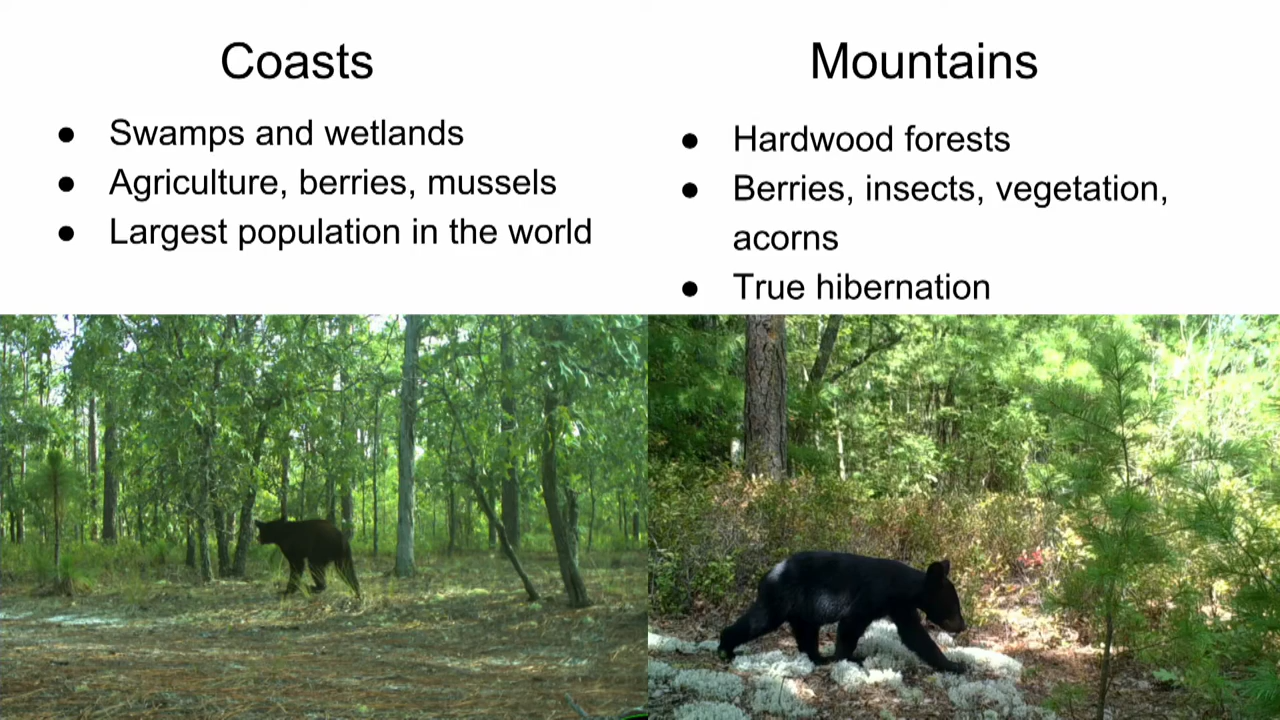 Coasts
● Swamps and wetlands
● Agriculture, berries, mussels
● Largest population in the world
Mountains
● Hardwood forests
● Berries, insects, vegetation,
acorns
● True hibernation